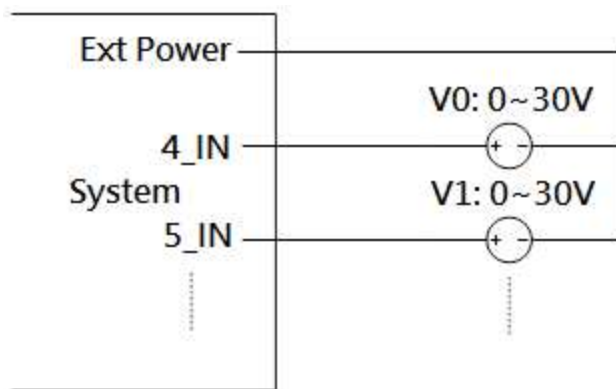 Ext Power
V0: 0~30V
4_IN
+ -
System
V1: 0~30V
5_IN
+ -